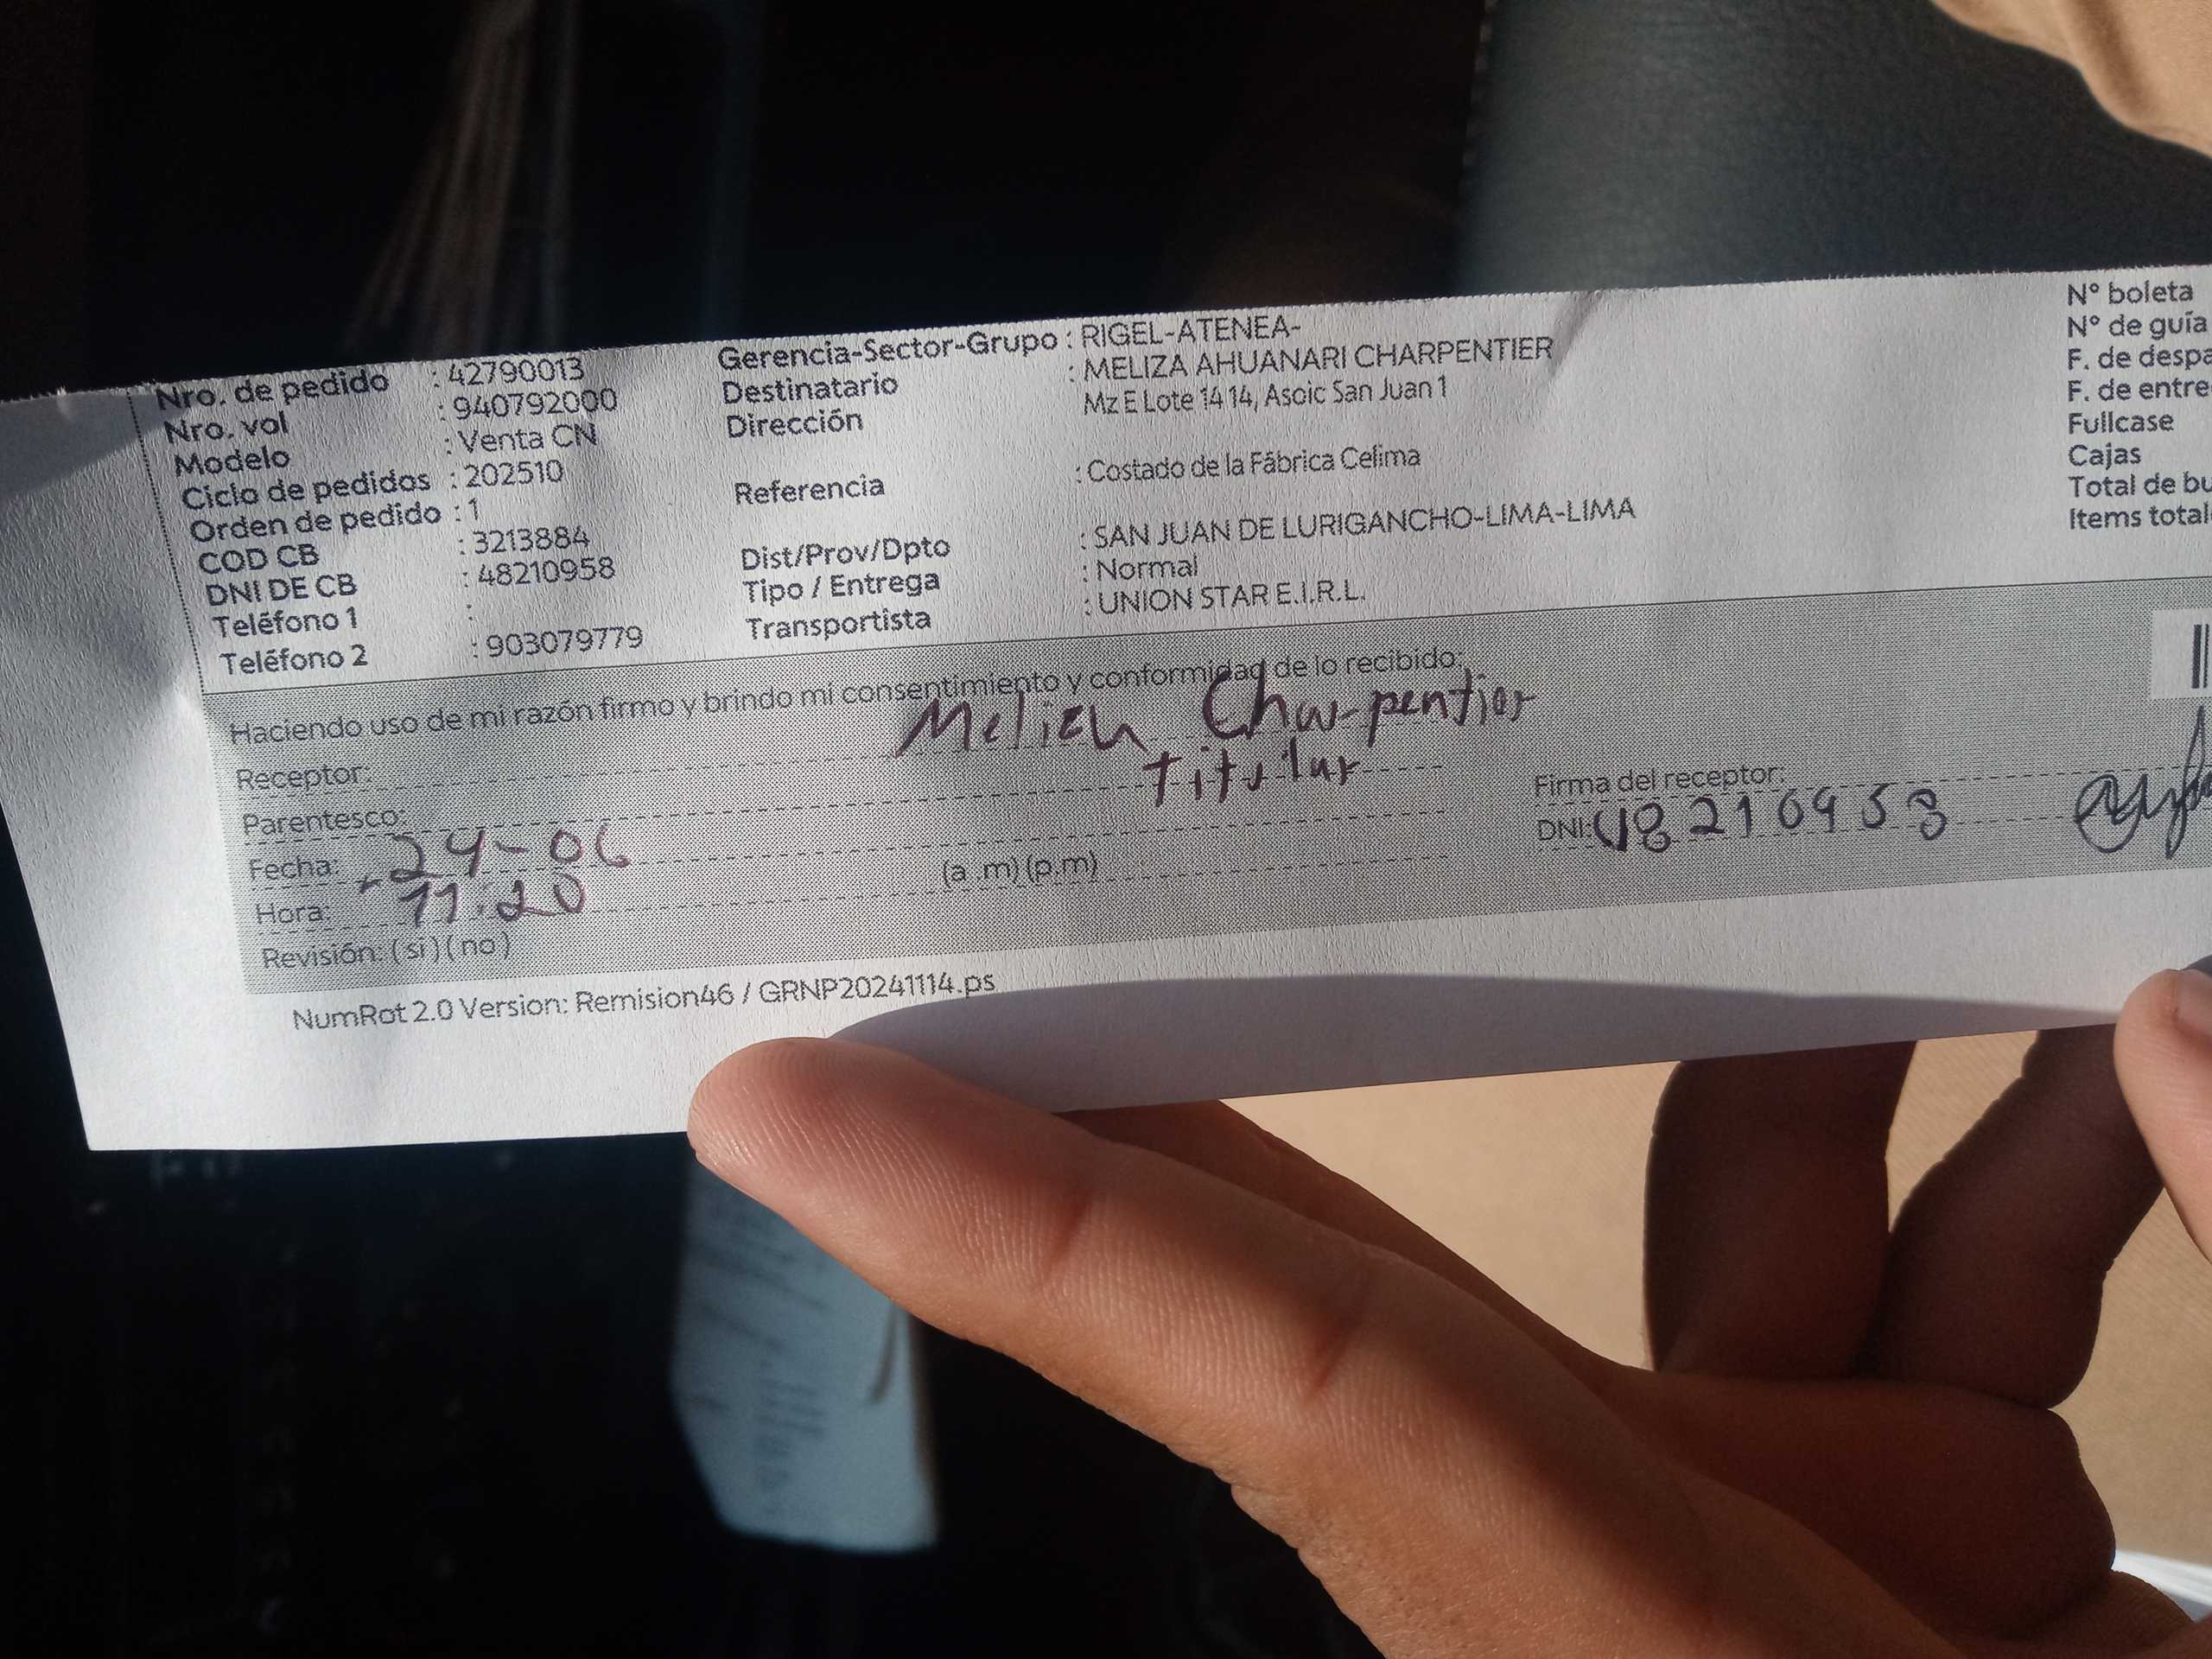 Nro. de pedido : 42790013
Nro. vol : 940792000
Modelo : Venta CN
Ciclo de pedidos : 202510
Orden de pedido : 1
COD CB : 3213884
DNI DE CB : 48210958
Teléfono 1 :
Teléfono 2 : 903079779
Gerencia-Sector-Grupo : RIGEL-ATENEA-
Destinatario : MELIZA AHUANARI CHARPENTIER
Dirección Mz E Lote 14 14, Asoic San Juan 1
Referencia : Costado de la Fábrica Celima
Dist/Prov/Dpto : SAN JUAN DE LURIGANCHO-LIMA-LIMA
Tipo / Entrega : Normal
Transportista : UNION STAR E.I.R.L.
N° boleta
N° de guía
F. de despa
F. de entre
Fullcase
Cajas
Total de bu
Items total
Haciendo uso de mi razón firmo y brindo mi consentimiento y conformidad de lo recibido:
Receptor: Meliza Charpentier
Parentesco: titular
Fecha: 24-06
Hora: 11:20 (a .m) (p.m)
Revisión: ( si ) ( no )
Firma del receptor:
DNI: 48210958
NumRot 2.0 Version: Remision46 / GRNP20241114.ps